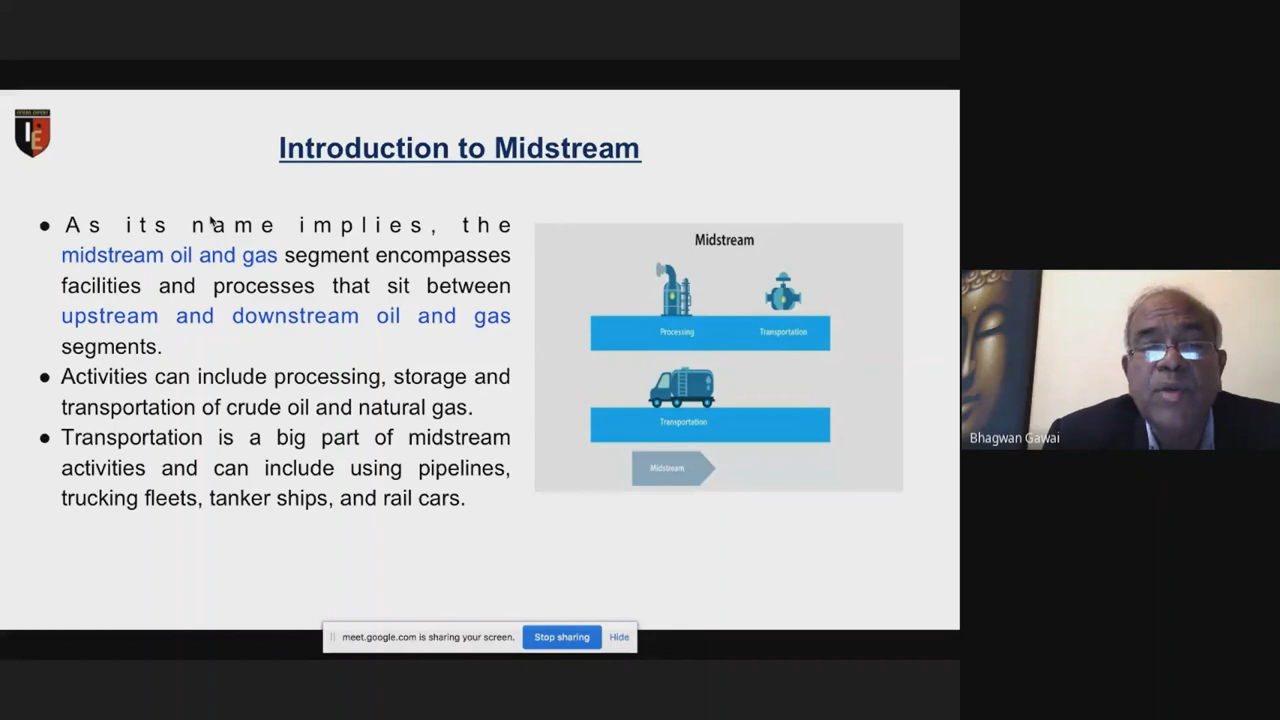 Introduction to Midstream
● As its name implies, the
midstream oil and gas segment encompasses
facilities and processes that sit between
upstream and downstream oil and gas
segments.
● Activities can include processing, storage and
transportation of crude oil and natural gas.
● Transportation is a big part of midstream
activities and can include using pipelines,
trucking fleets, tanker ships, and rail cars.
Midstream
Processing
Transportation
Transportation
Midstream
IE
Bhagwan Gawai
meet.google.com is sharing your screen.
Stop sharing
Hide